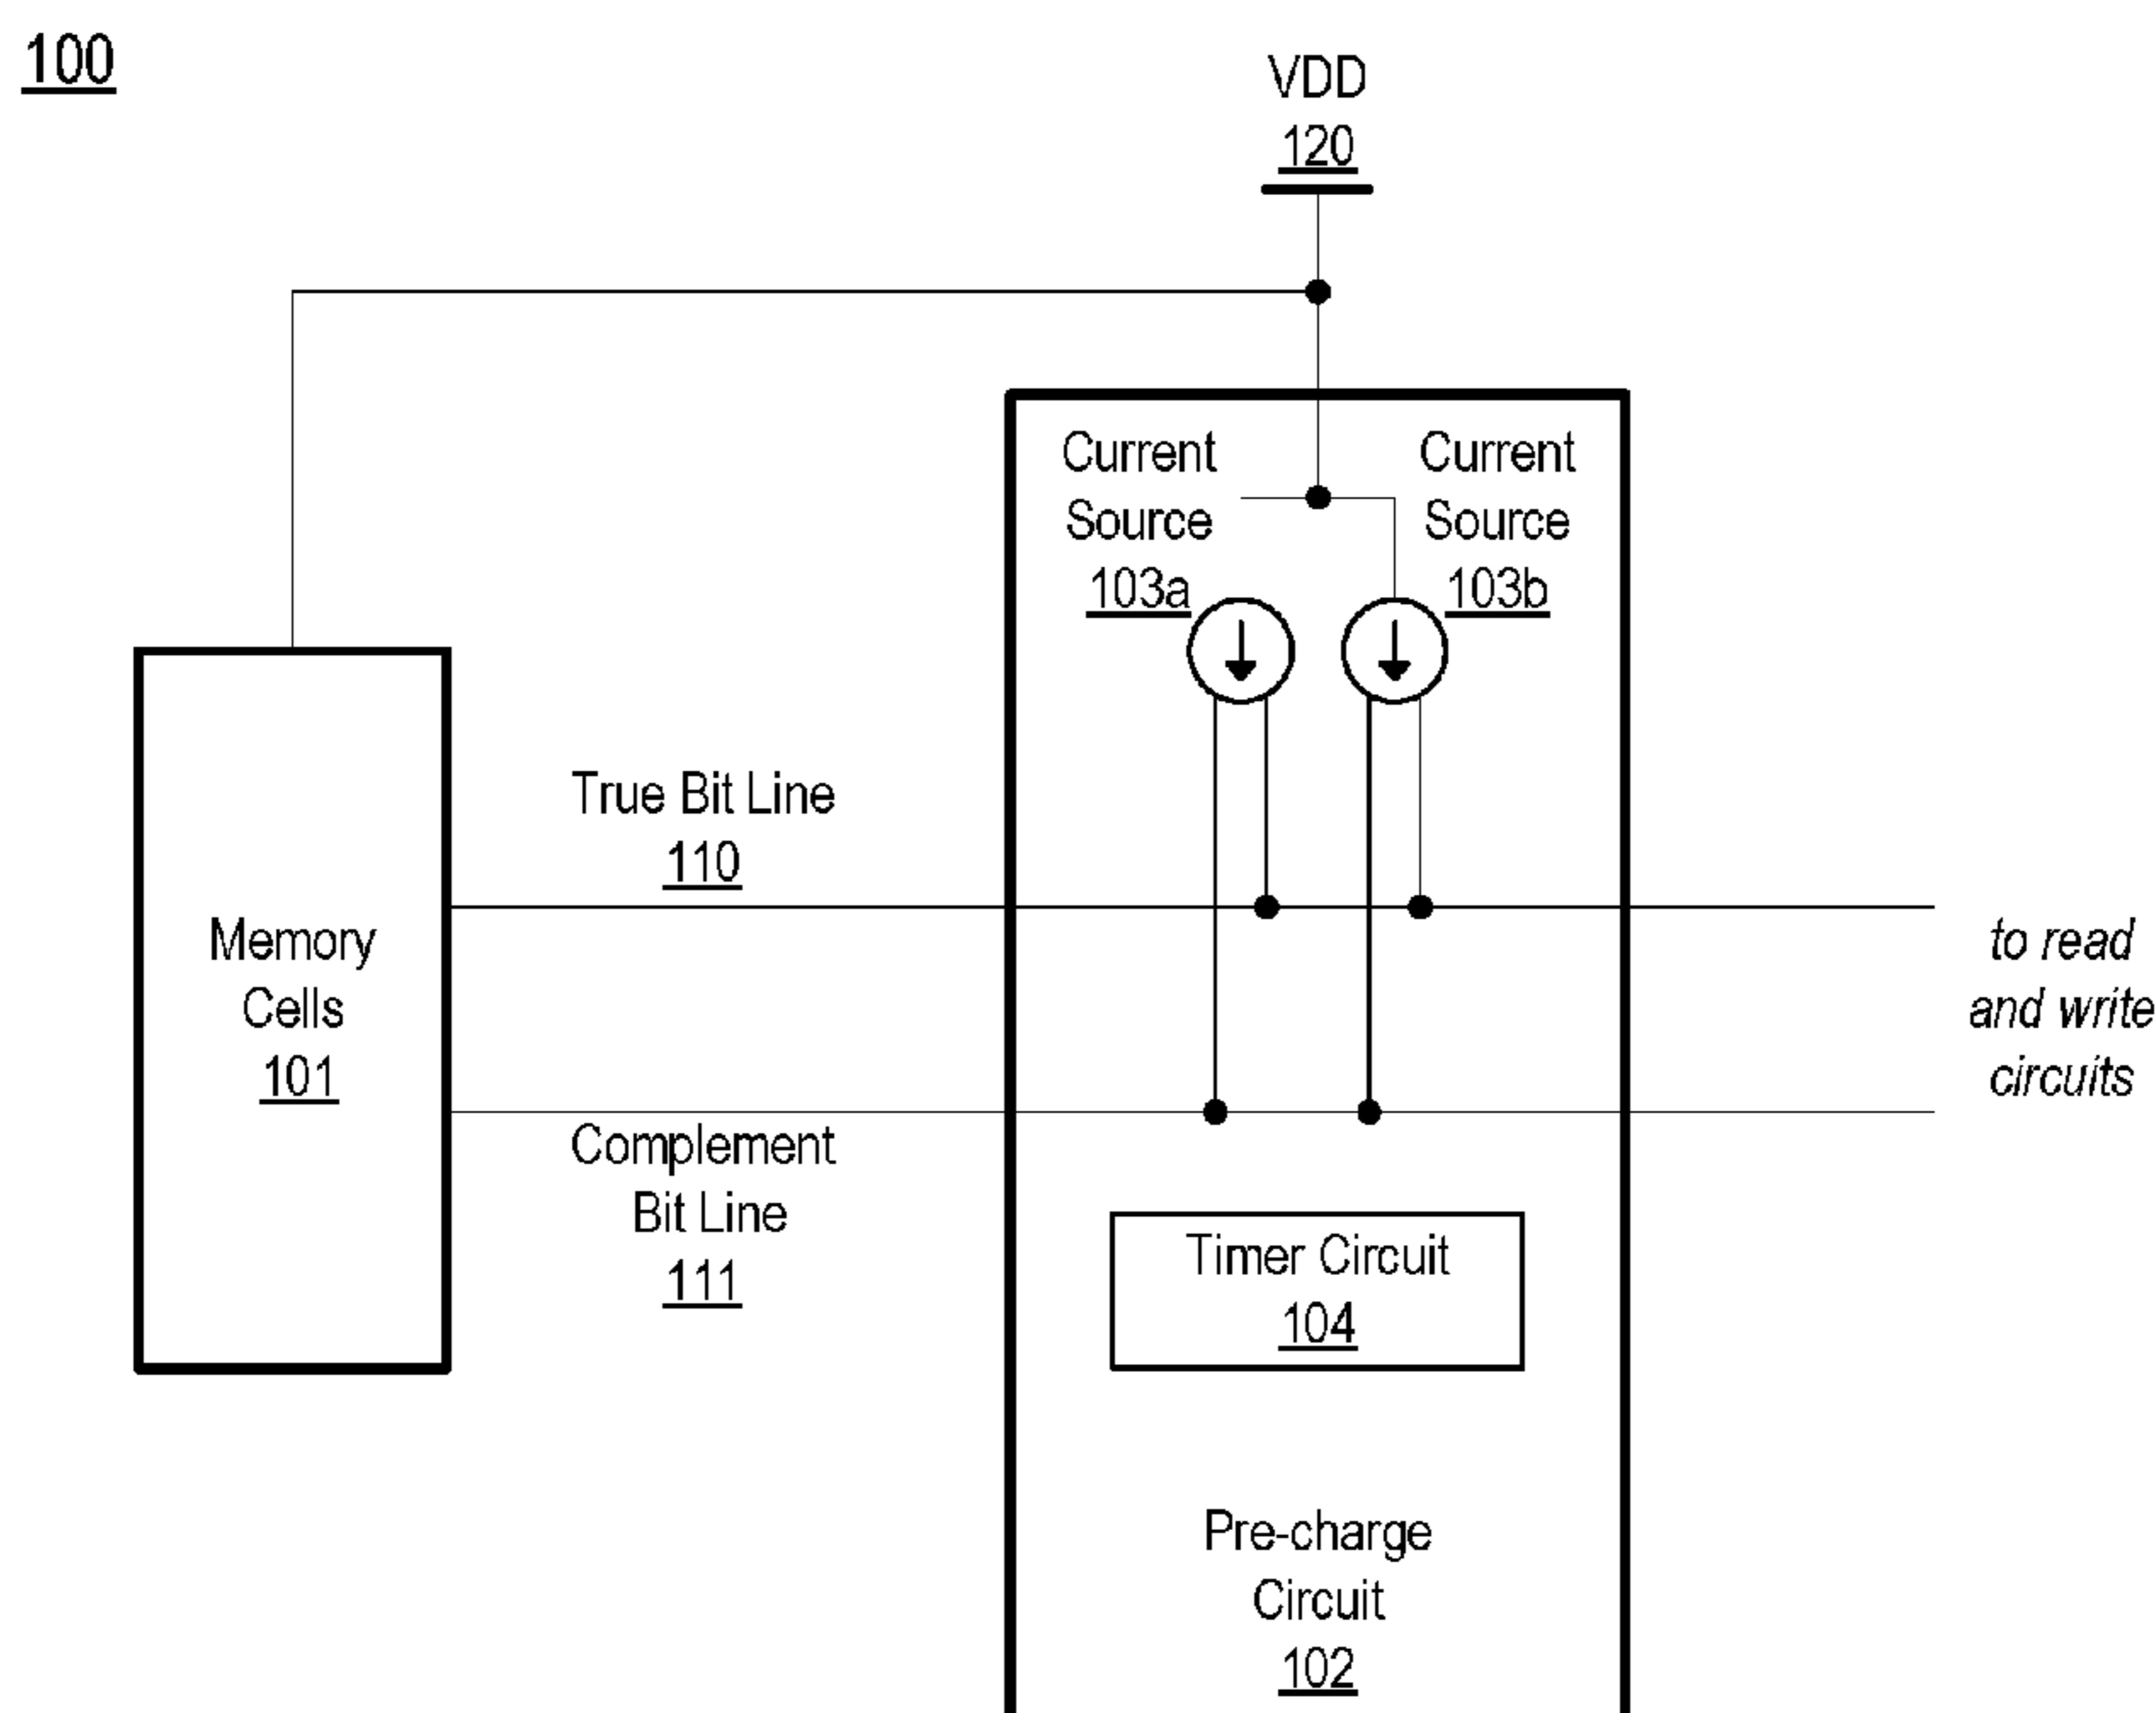 100
VDD
120
Current
Source
103a
Current
Source
103b
True Bit Line
110
Memory
Cells
101
to read
and write
circuits
Complement
Bit Line
111
Timer Circuit
104
Pre-charge
Circuit
102